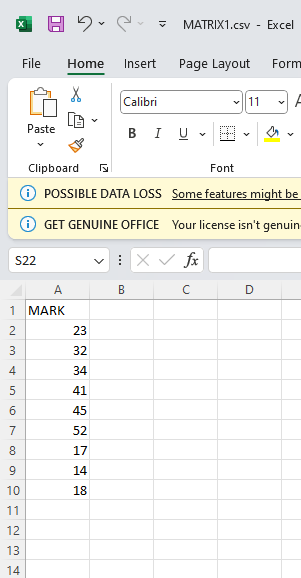 MATRIX1.csv - Excel
File Home Insert Page Layout Form
Paste
Calibri 11 A
B I U
Clipboard Font
POSSIBLE DATA LOSS Some features might be
GET GENUINE OFFICE Your license isn't genuin
S22 fx
A B C D
1 MARK
2 23
3 32
4 34
5 41
6 45
7 52
8 17
9 14
10 18
11
12
13
14